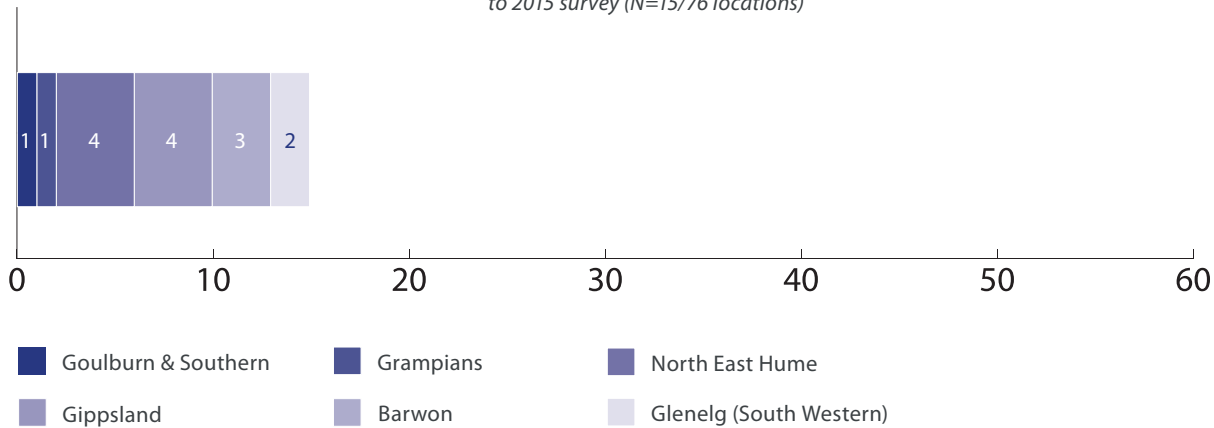 to 2015 survey (N=15/76 locations)
1 1 4 4 3 2
0 10 20 30 40 50 60
Goulburn & Southern Grampians North East Hume
Gippsland Barwon Glenelg (South Western)